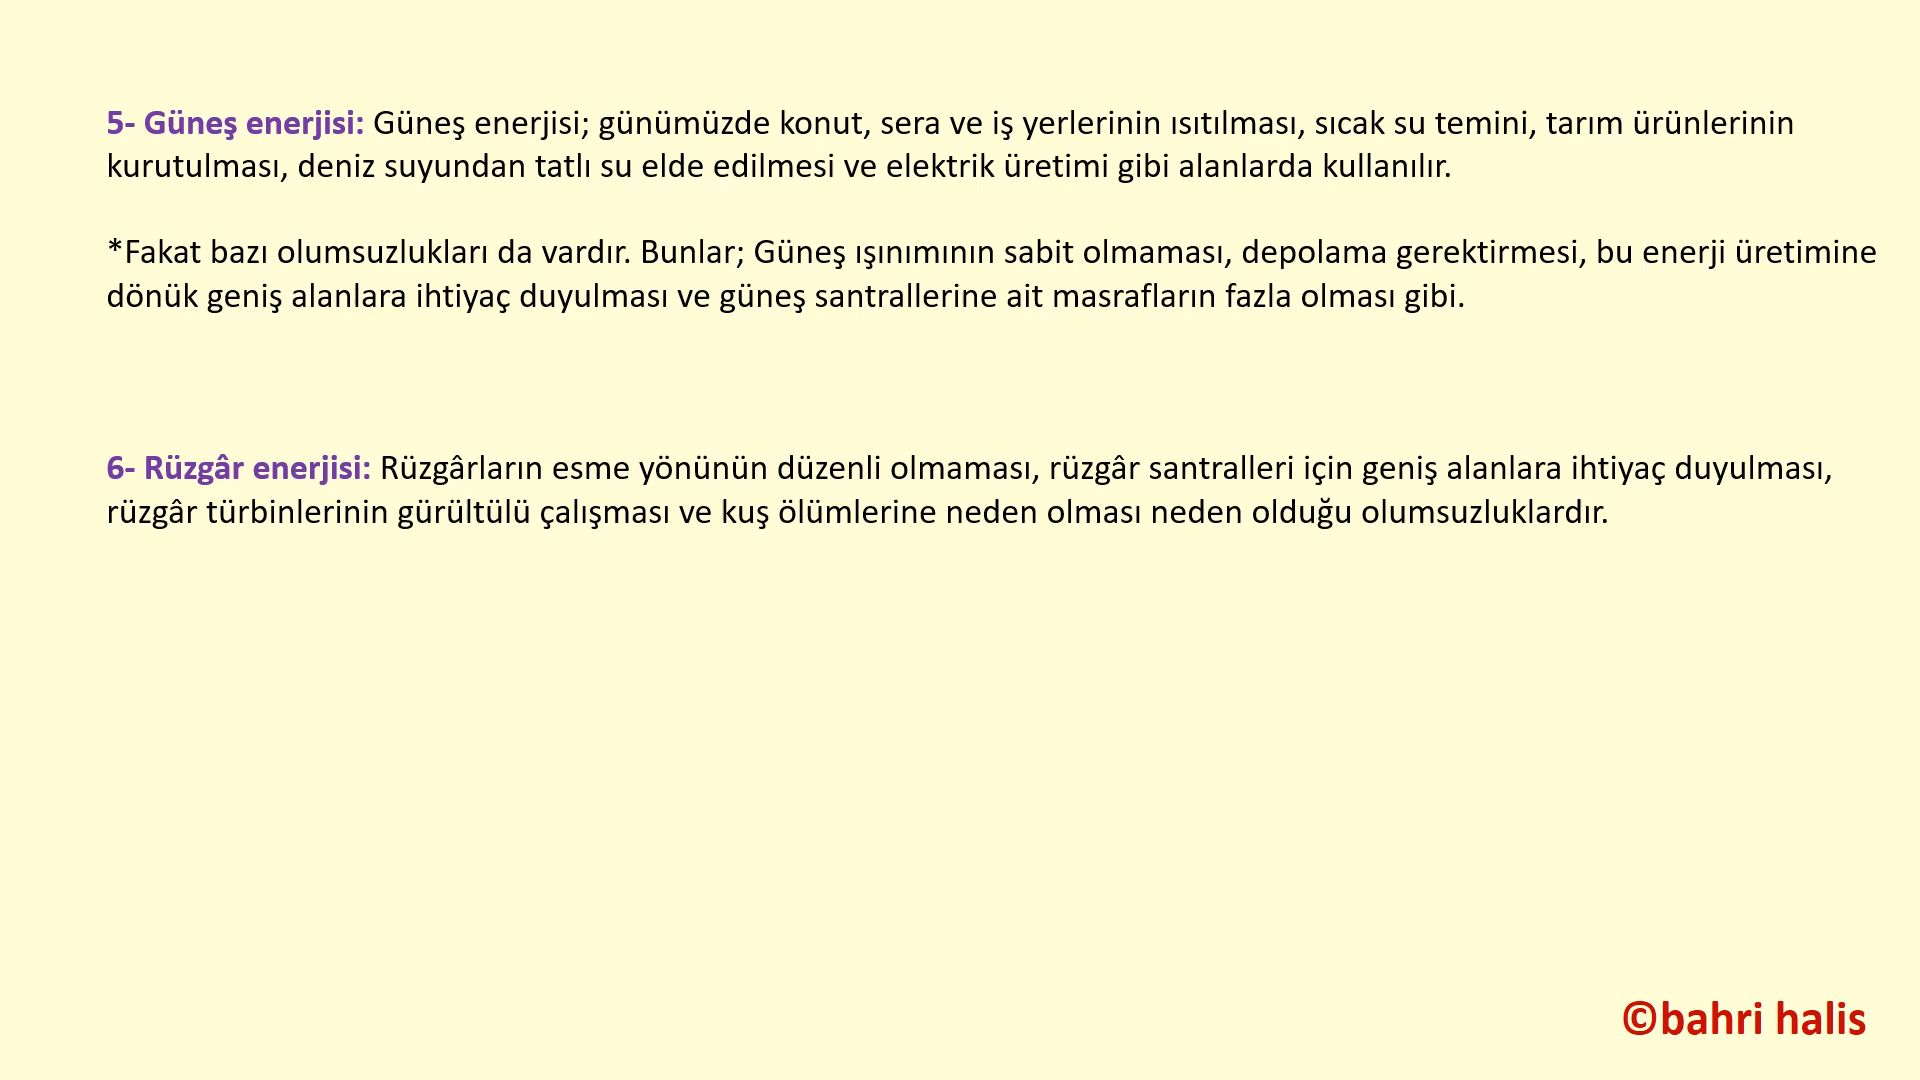 5- Güneş enerjisi: Güneş enerjisi; günümüzde konut, sera ve iş yerlerinin ısıtılması, sıcak su temini, tarım ürünlerinin
kurutulması, deniz suyundan tatlı su elde edilmesi ve elektrik üretimi gibi alanlarda kullanılır.
*Fakat bazı olumsuzlukları da vardır. Bunlar; Güneş ışınımının sabit olmaması, depolama gerektirmesi, bu enerji üretimine
dönük geniş alanlara ihtiyaç duyulması ve güneş santrallerine ait masrafların fazla olması gibi.
6- Rüzgâr enerjisi: Rüzgârların esme yönünün düzenli olmaması, rüzgâr santralleri için geniş alanlara ihtiyaç duyulması,
rüzgâr türbinlerinin gürültülü çalışması ve kuş ölümlerine neden olması neden olduğu olumsuzluklardır.
©bahri halis